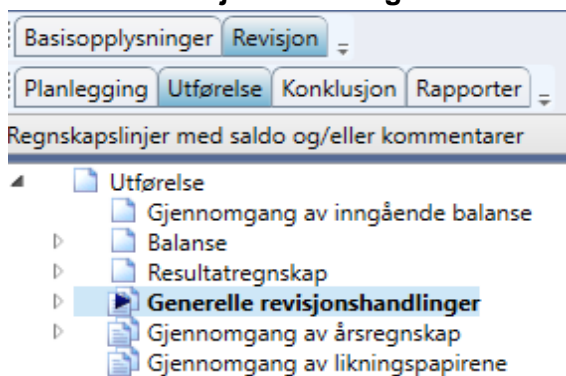 Basisopplysninger Revisjon
Planlegging Utførelse Konklusjon Rapporter
Regnskapslinjer med saldo og/eller kommentarer
Utførelse
Gjennomgang av inngående balanse
Balanse
Resultatregnskap
Generelle revisjonshandlinger
Gjennomgang av årsregnskap
Gjennomgang av likningspapirene